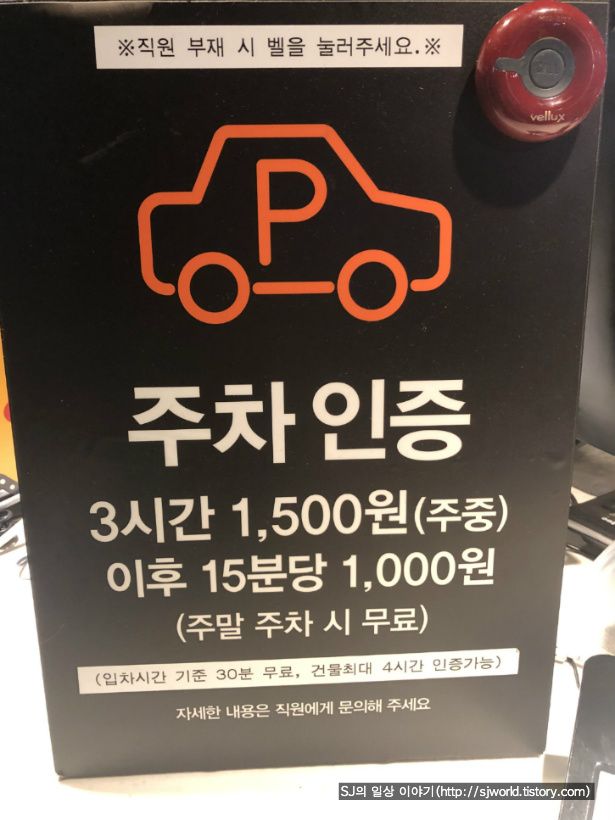 ※직원 부재 시 벨을 눌러주세요.※
vellux
P
주차 인증
3시간 1,500원(주중)
이후 15분당 1,000원
(주말 주차 시 무료)
(입차시간 기준 30분 무료, 건물최대 4시간 인증가능)
자세한 내용은 직원에게 문의해 주세요
SJ의 일상 이야기(http://sjworld.tistory.com)